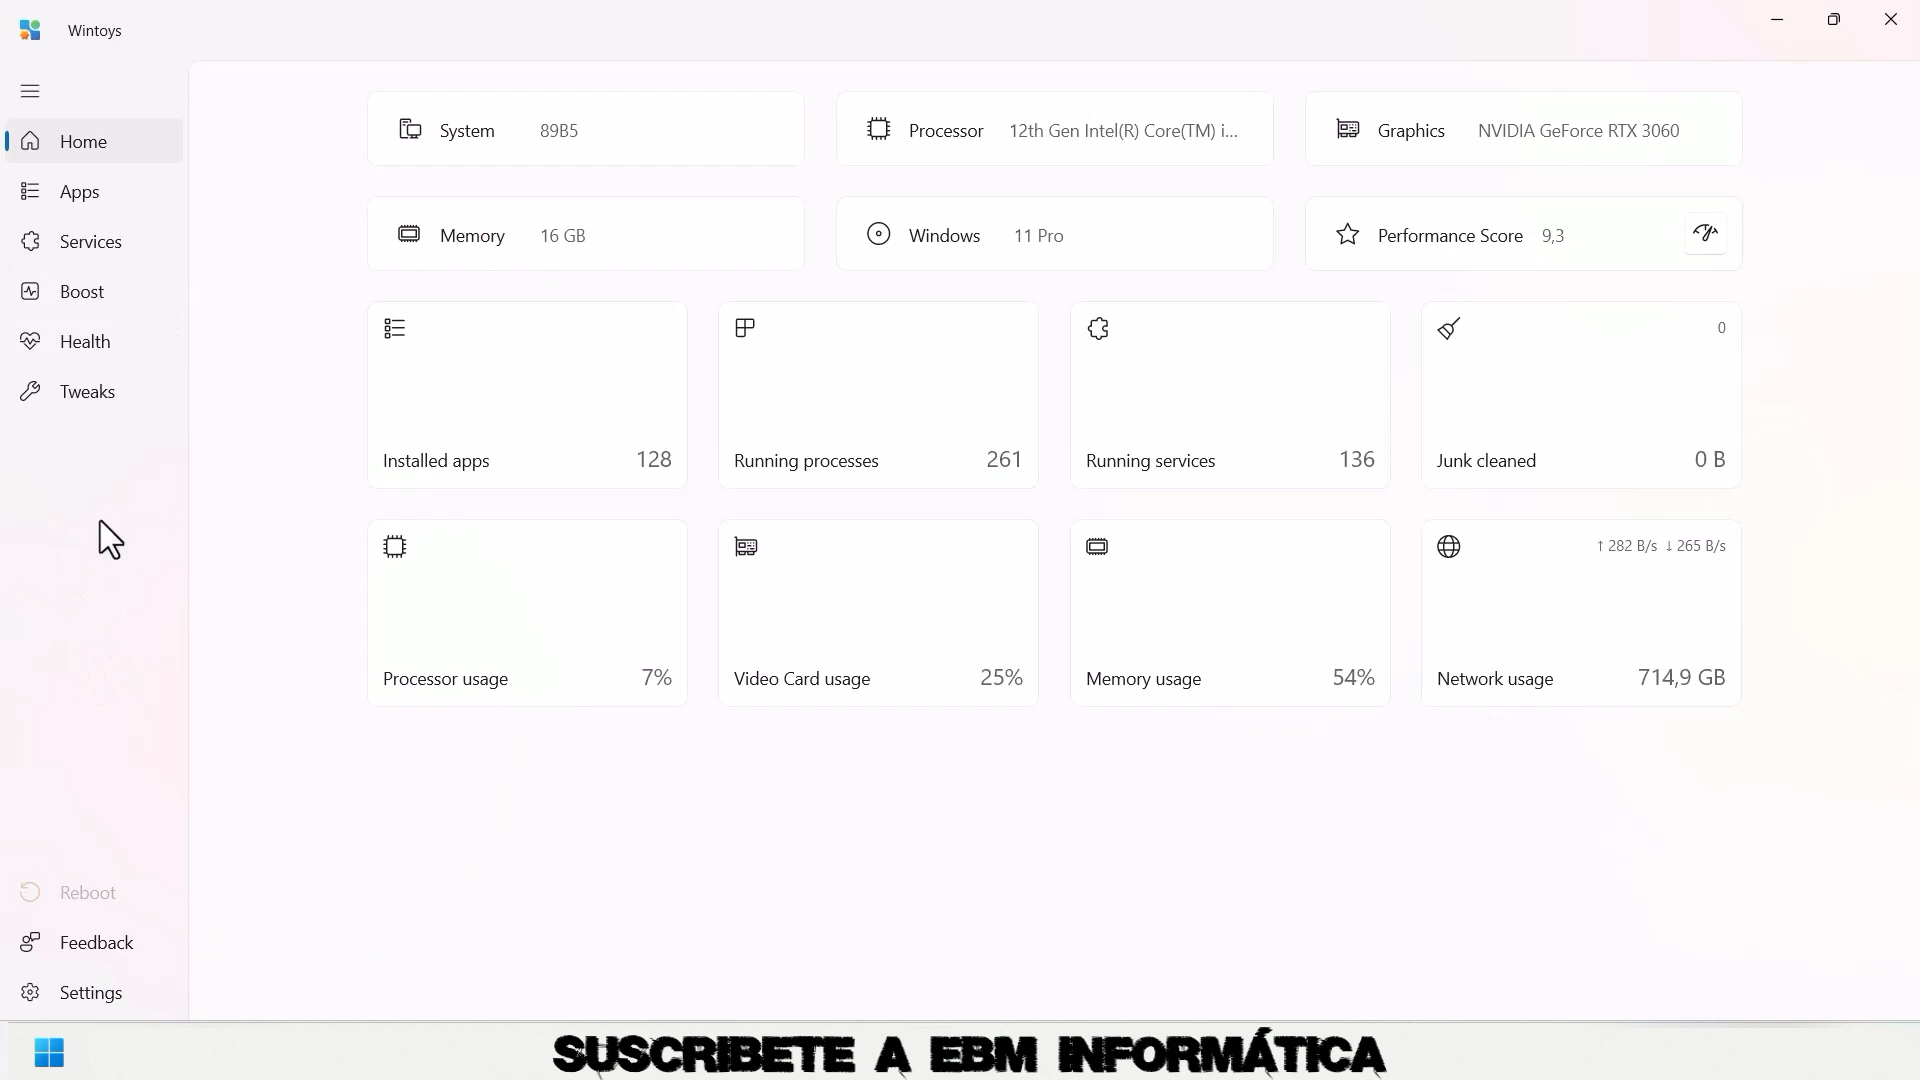 Wintoys
Home
Apps
Services
Boost
Health
Tweaks
Reboot
Feedback
Settings
System 89B5
Processor 12th Gen Intel(R) Core(TM) i...
Graphics NVIDIA GeForce RTX 3060
Memory 16 GB
Windows 11 Pro
Performance Score 9,3
Installed apps 128
Running processes 261
Running services 136
0
Junk cleaned 0 B
Processor usage 7%
Video Card usage 25%
Memory usage 54%
↑ 282 B/s ↓ 265 B/s
Network usage 714,9 GB
SUSCRIBETE A EBM INFORMÁTICA